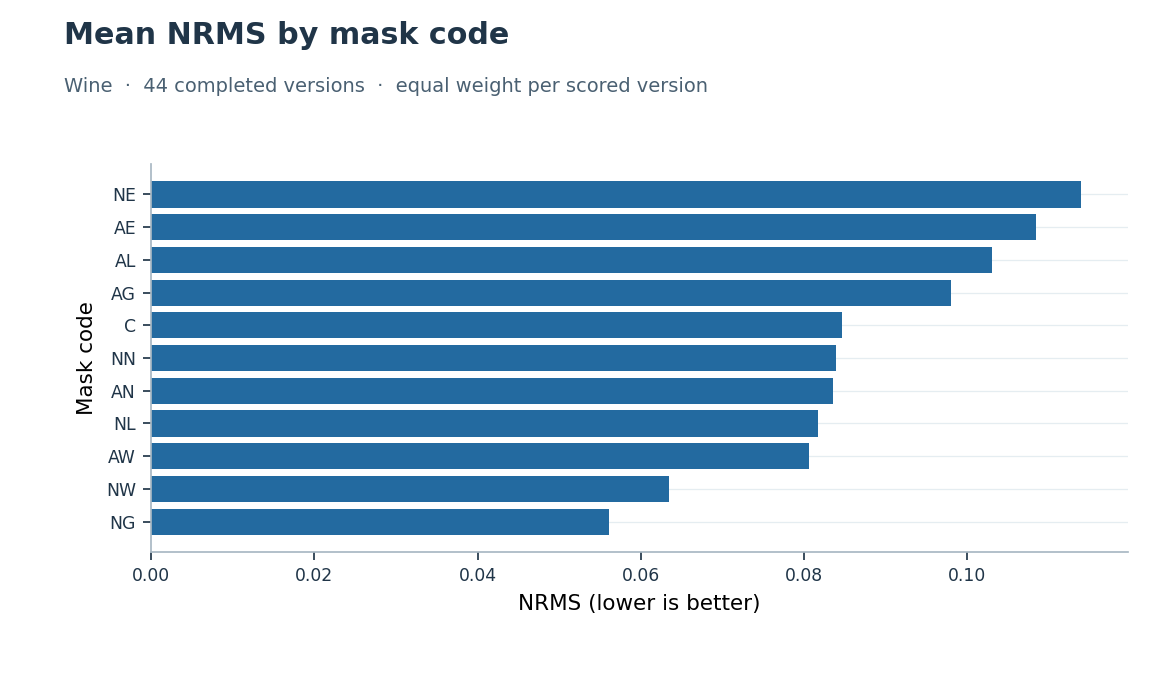 Mean NRMS by mask code
Wine · 44 completed versions · equal weight per scored version
Mask code
NE
AE
AL
AG
C
NN
AN
NL
AW
NW
NG
0.00 0.02 0.04 0.06 0.08 0.10
NRMS (lower is better)